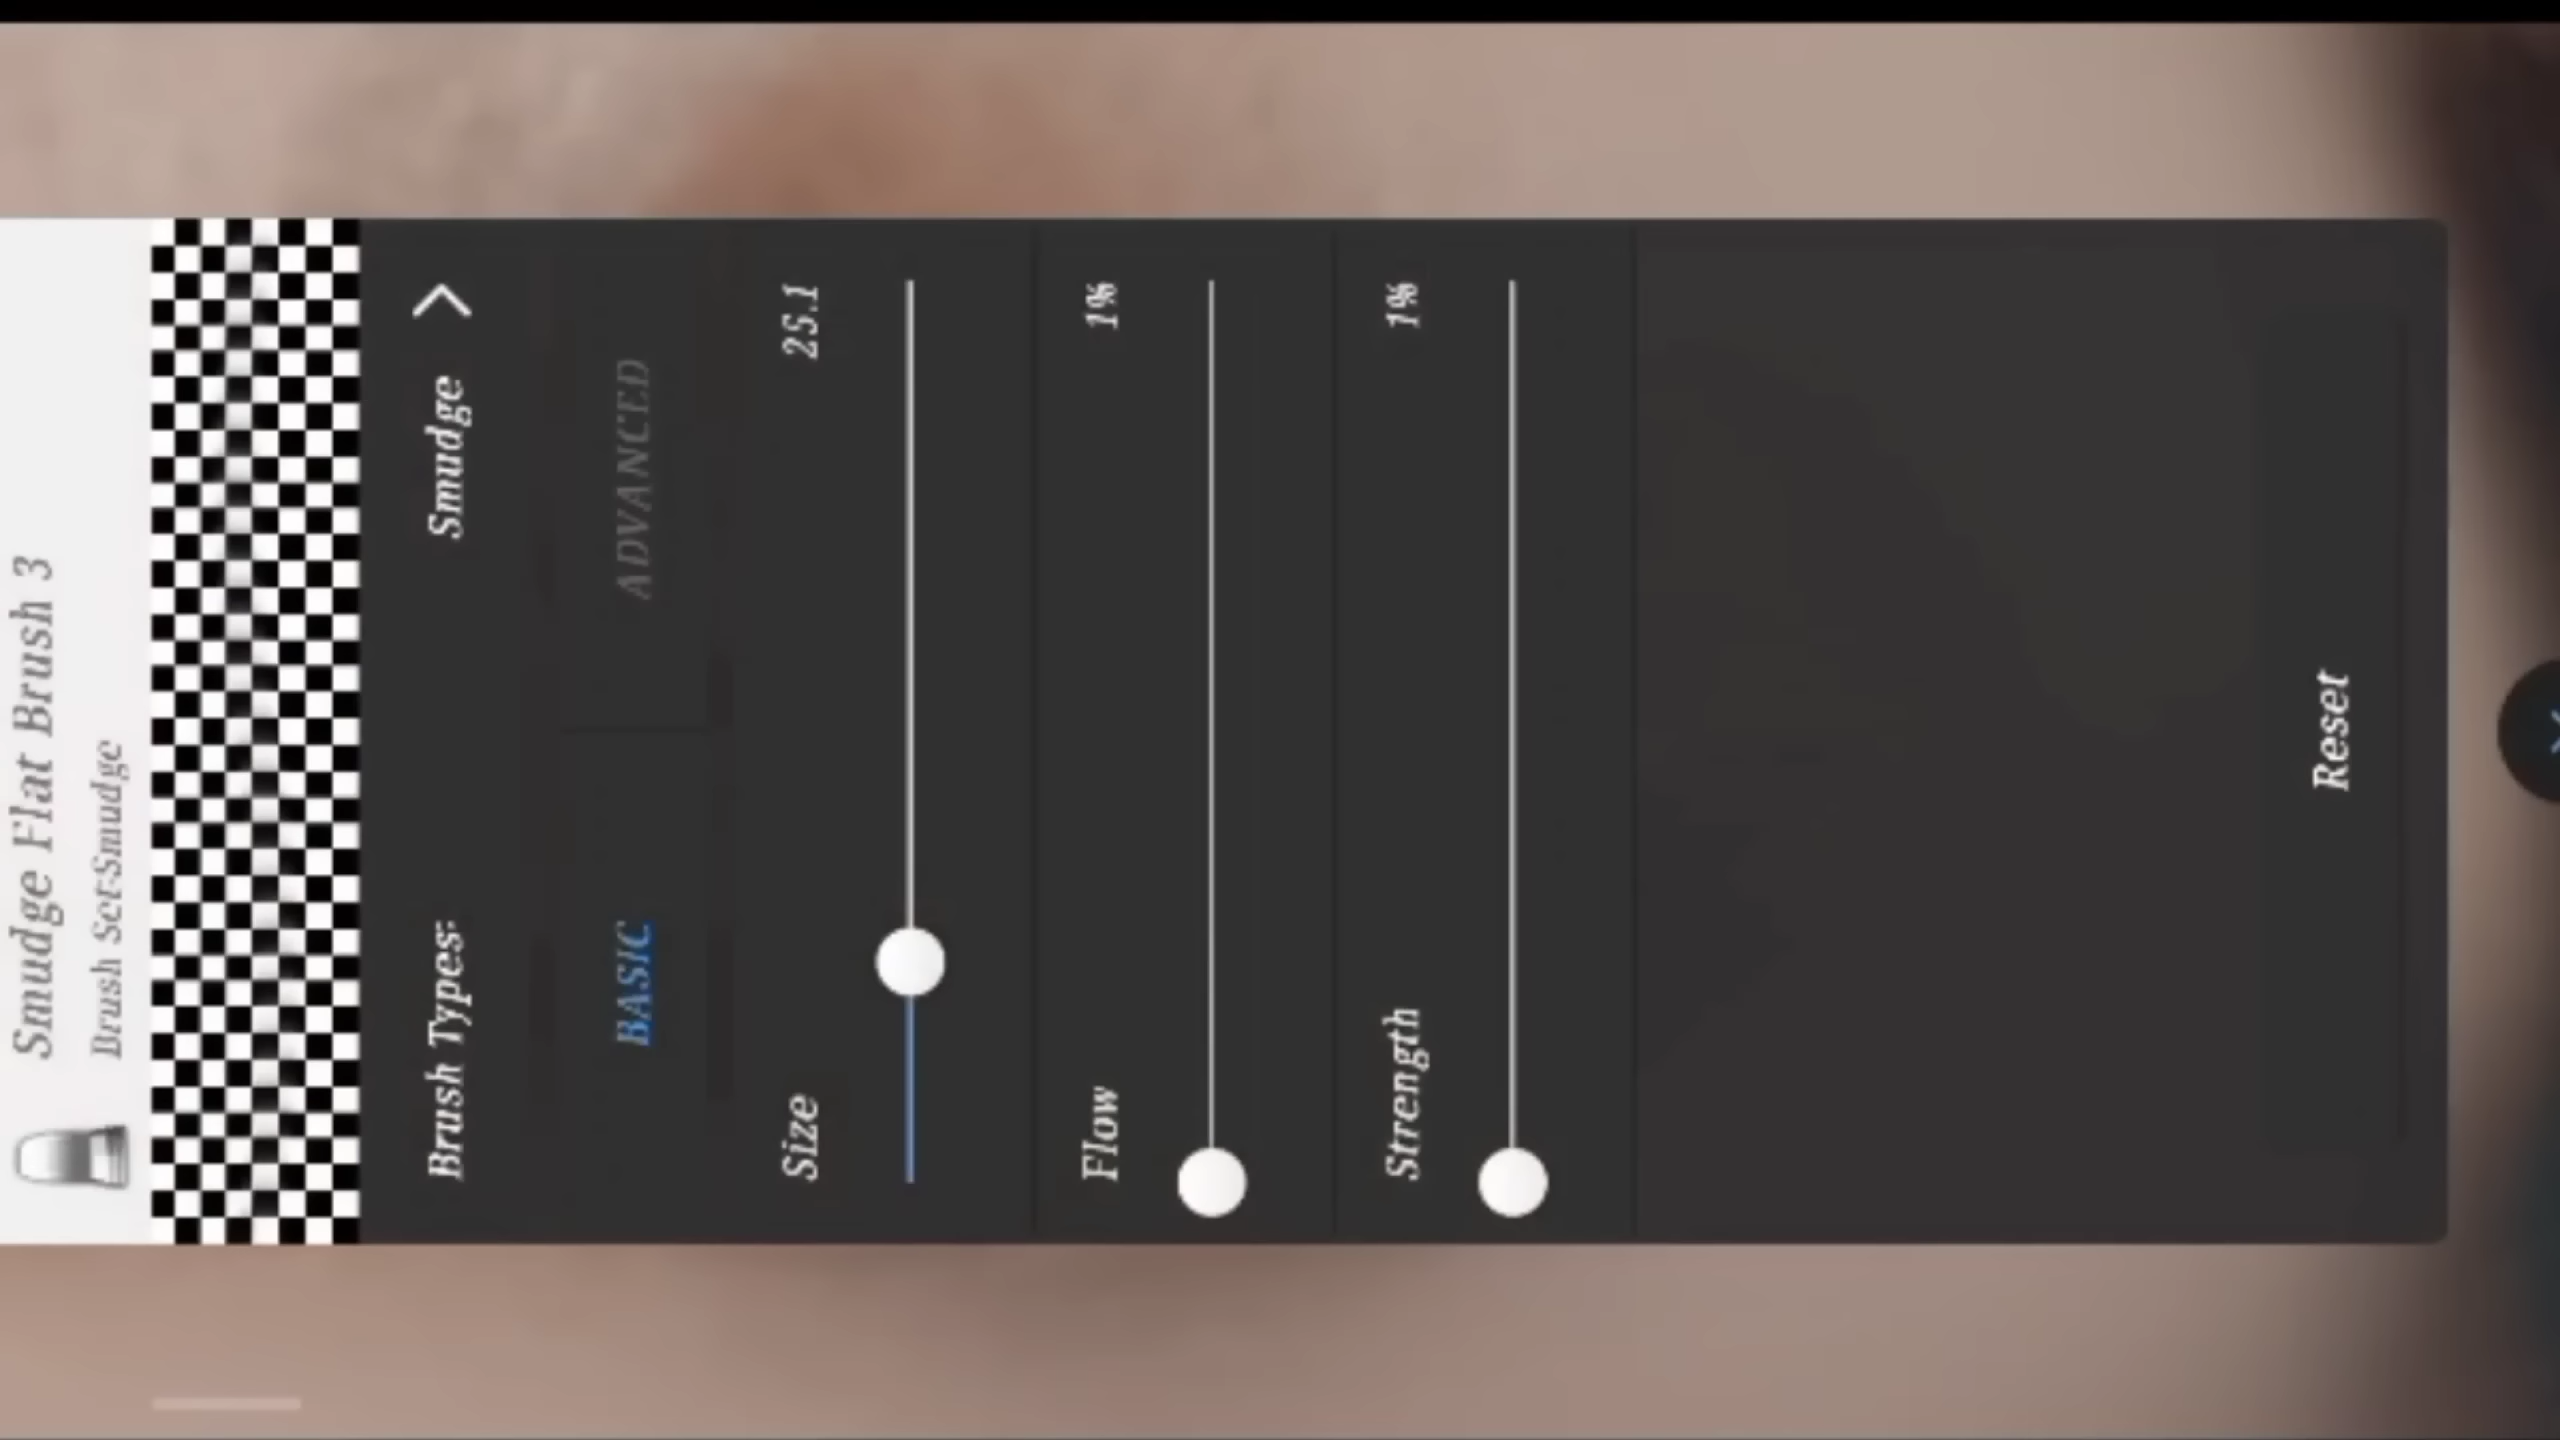 Smudge Flat Brush 3
Brush Set:Smudge
Brush Types: Smudge
BASIC ADVANCED
Size 25.1
Flow 1%
Strength 1%
Reset